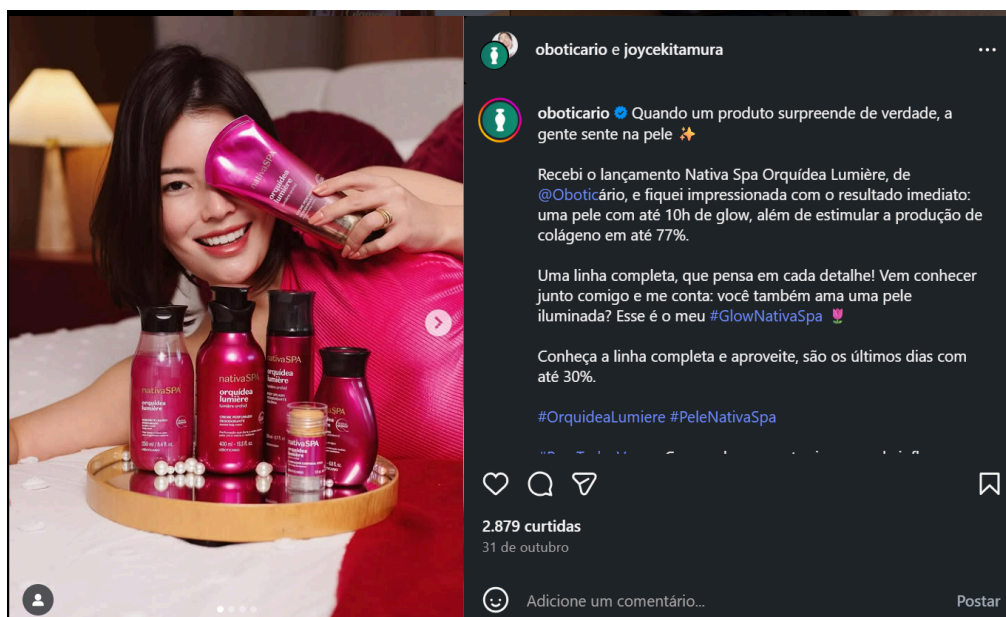 oboticario e joycekitamura
oboticario Quando um produto surpreende de verdade, a
gente sente na pele ✨
Recebi o lançamento Nativa Spa Orquídea Lumière, de
@Oboticário, e fiquei impressionada com o resultado imediato:
uma pele com até 10h de glow, além de estimular a produção de
colágeno em até 77%.
Uma linha completa, que pensa em cada detalhe! Vem conhecer
junto comigo e me conta: você também ama uma pele
iluminada? Esse é o meu #GlowNativaSpa 🌷
Conheça a linha completa e aproveite, são os últimos dias com
até 30%.
#OrquideaLumiere #PeleNativaSpa
2.879 curtidas
31 de outubro
Adicione um comentário...
Postar
nativaSPA
orquídea
lumière
nativaSPA
orquídea
lumière
nativaSPA
orquídea
lumière
400 ml
nativaSPA
orquídea
lumière
nativaSPA
orquídea
lumière